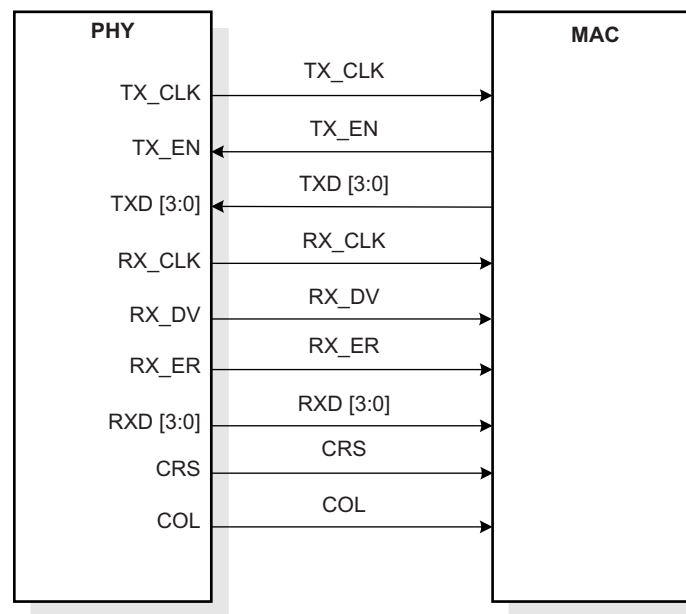 PHY
MAC
TX_CLK
TX_CLK
TX_EN
TX_EN
TXD [3:0]
TXD [3:0]
RX_CLK
RX_CLK
RX_DV
RX_DV
RX_ER
RX_ER
RXD [3:0]
RXD [3:0]
CRS
CRS
COL
COL